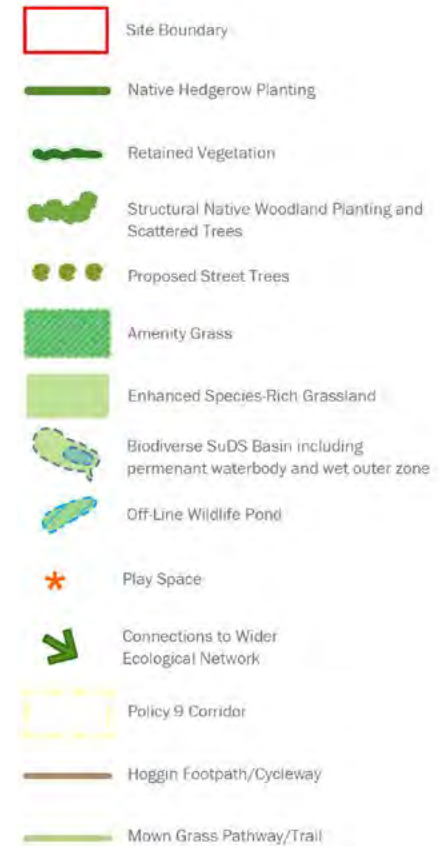 Site Boundary
Native Hedgerow Planting
Retained Vegetation
Structural Native Woodland Planting and
Scattered Trees
Proposed Street Trees
Amenity Grass
Enhanced Species-Rich Grassland
Biodiverse SuDS Basin including
permenant waterbody and wet outer zone
Off-Line Wildlife Pond
Play Space
Connections to Wider
Ecological Network
Policy 9 Corridor
Hoggin Footpath/Cycleway
Mown Grass Pathway/Trail